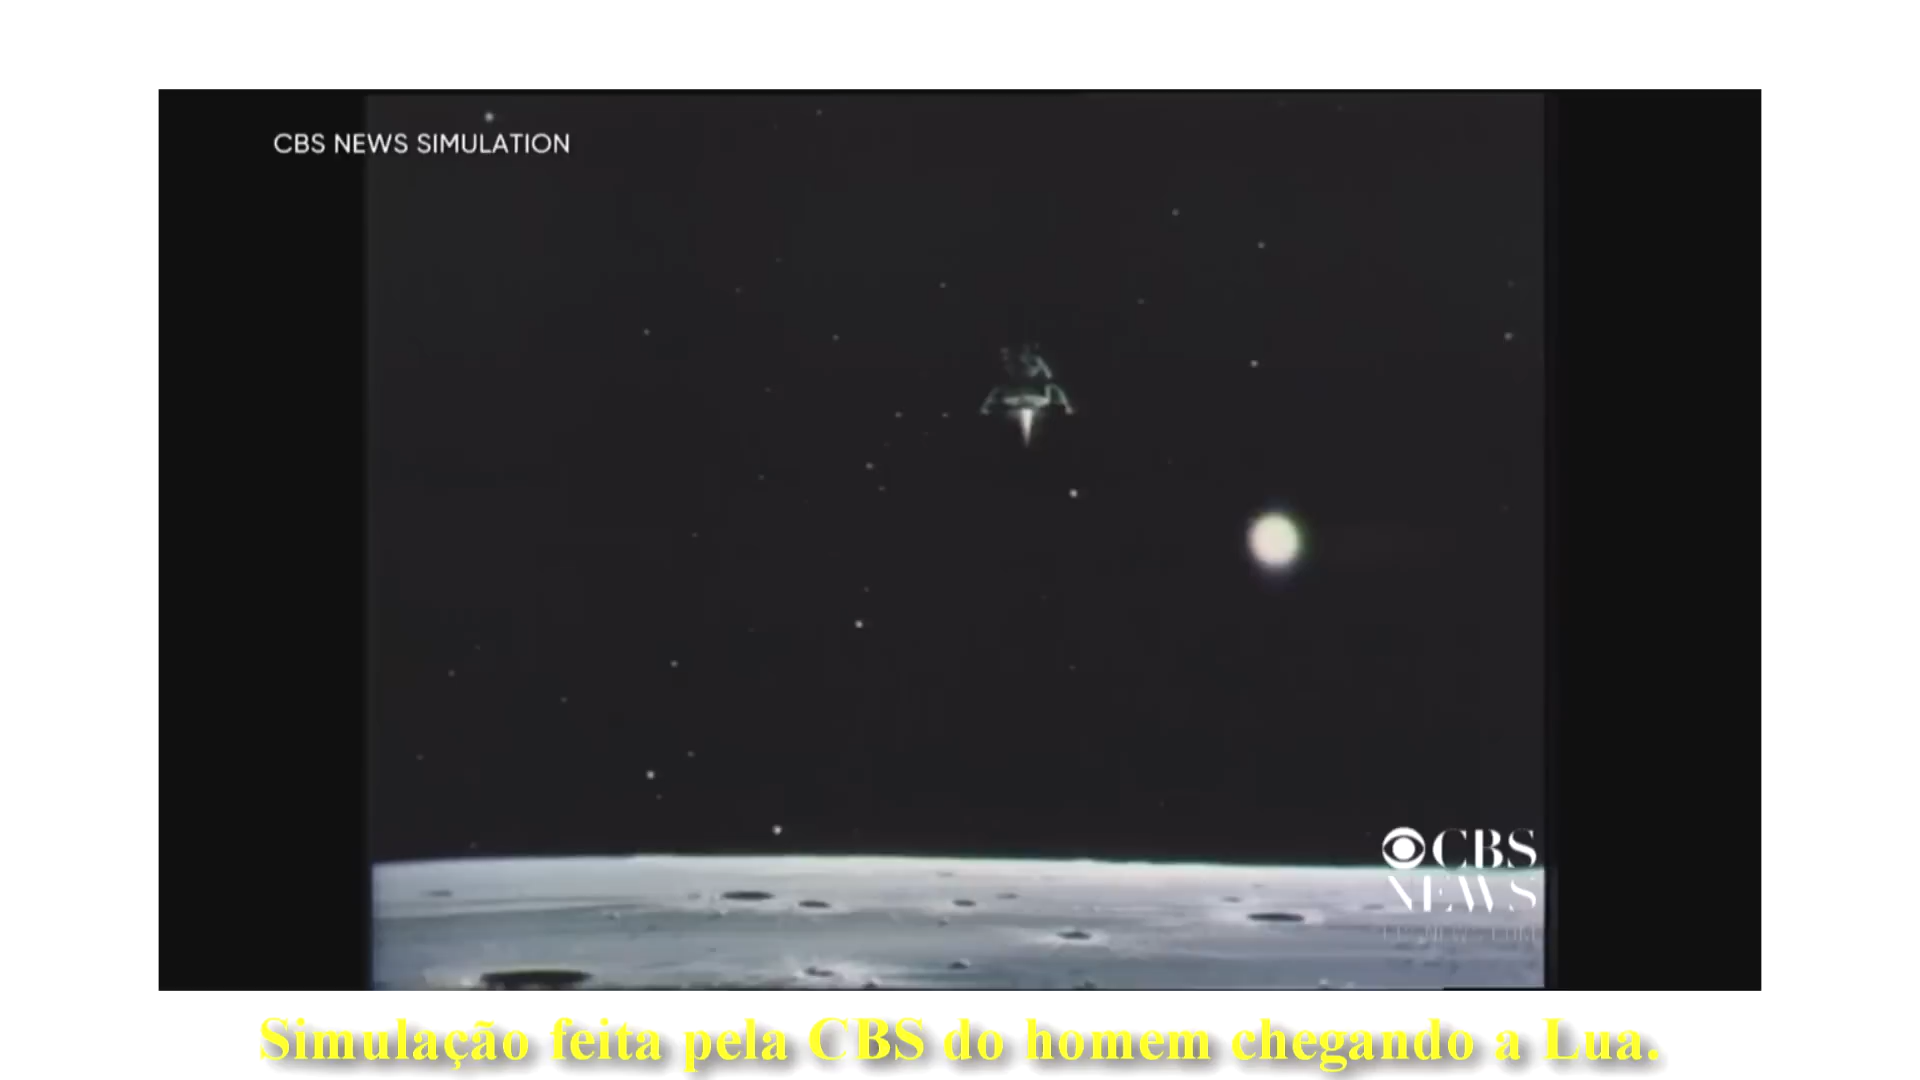 CBS NEWS SIMULATION
CBS
NEWS
Simulação feita pela CBS do homem chegando a Lua.